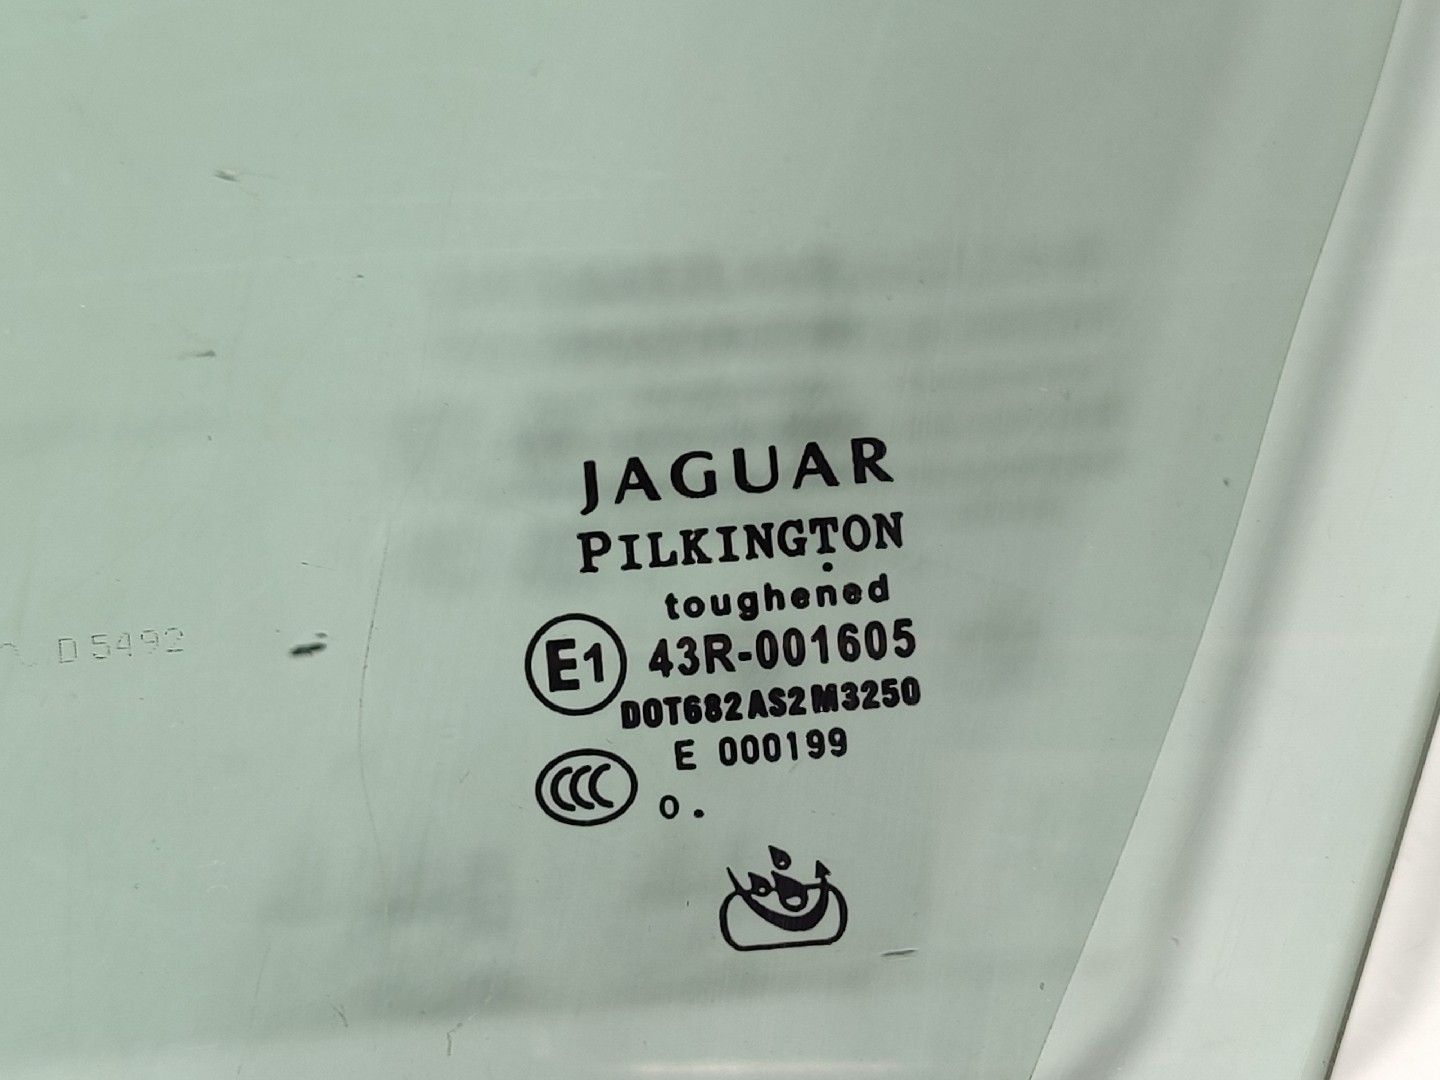 JAGUAR
PILKINGTON
toughened
E1 43R-001605
DOT682AS2M3250
E 000199
CCC
o .
D5492